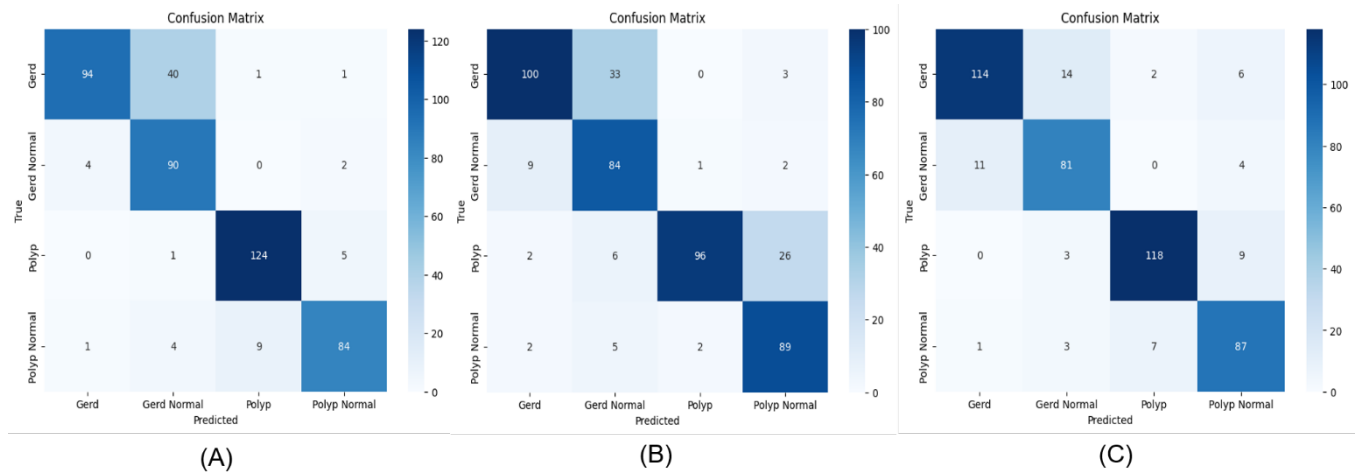 Confusion Matrix
Gerd
Gerd Normal
Polyp
Polyp Normal
True
94 40 1 1
4 90 0 2
0 1 124 5
1 4 9 84
Gerd Gerd Normal Polyp Polyp Normal
Predicted
120
100
80
60
40
20
0
(A)
Confusion Matrix
Gerd
Gerd Normal
Polyp
Polyp Normal
True
100 33 0 3
9 84 1 2
2 6 96 26
2 5 2 89
Gerd Gerd Normal Polyp Polyp Normal
Predicted
100
80
60
40
20
0
(B)
Confusion Matrix
Gerd
Gerd Normal
Polyp
Polyp Normal
True
114 14 2 6
11 81 0 4
0 3 118 9
1 3 7 87
Gerd Gerd Normal Polyp Polyp Normal
Predicted
100
80
60
40
20
0
(C)